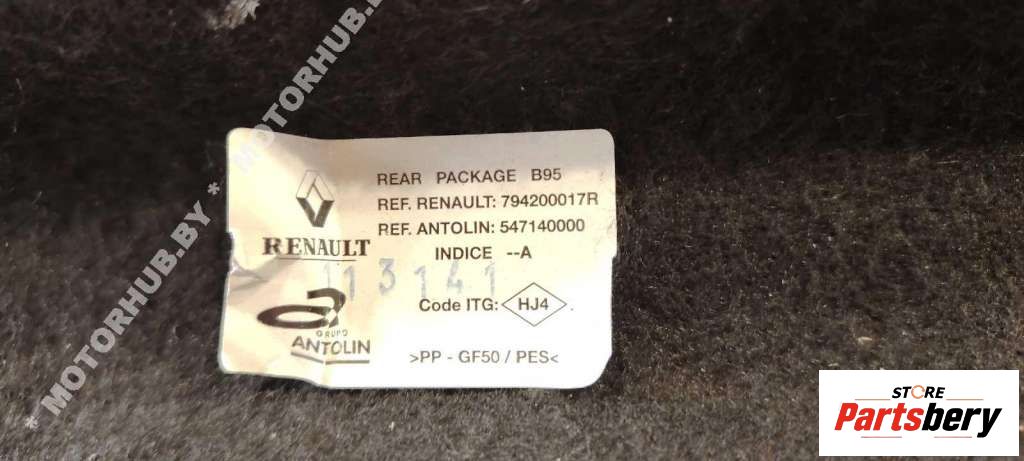 * MOTORHUB.BY * MOTORHUB.BY
REAR PACKAGE B95
REF. RENAULT: 794200017R
REF. ANTOLIN: 547140000
INDICE --A
RENAULT
113141
Code ITG: HJ4 .
GRUPO
ANTOLIN
>PP - GF50 / PES<
STORE
Partsbery